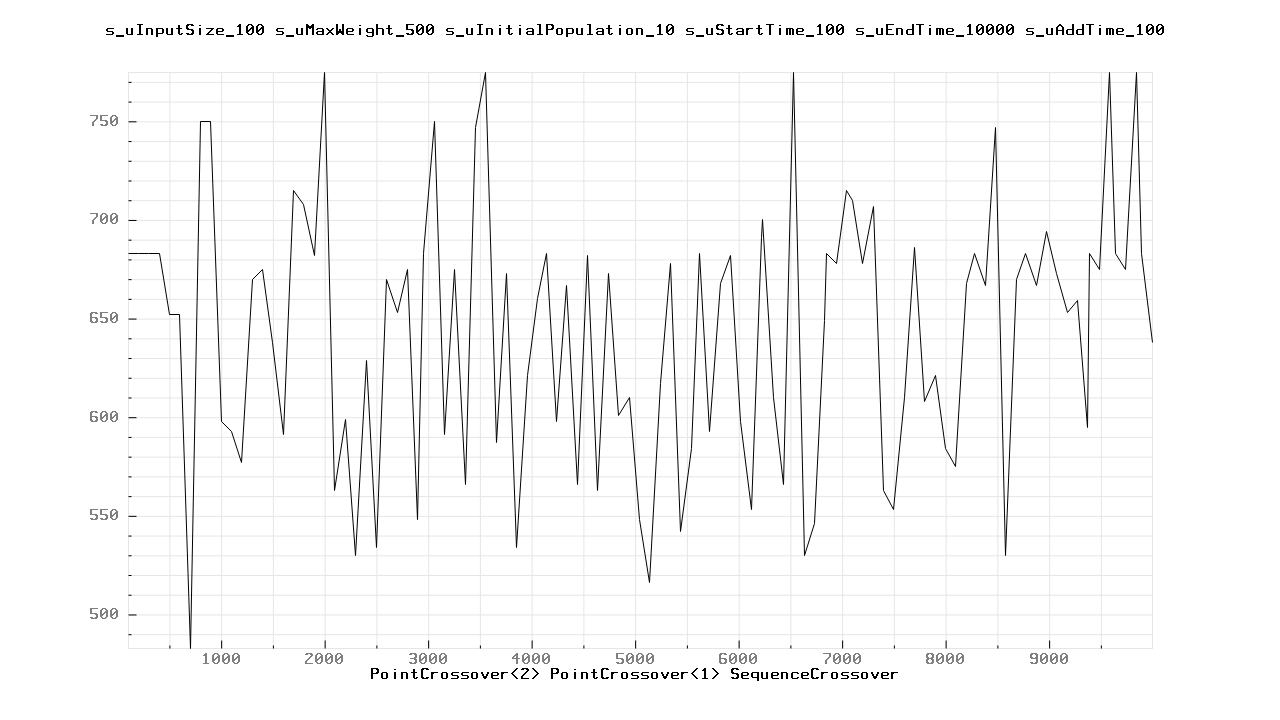 s_uInputSize_100 s_uMaxWeight_500 s_uInitialPopulation_10 s_uStartTime_100 s_uEndTime_10000 s_uAddTime_100
750
700
650
600
550
500
1000 2000 3000 4000 5000 6000 7000 8000 9000
PointCrossover<2> PointCrossover<1> SequenceCrossover